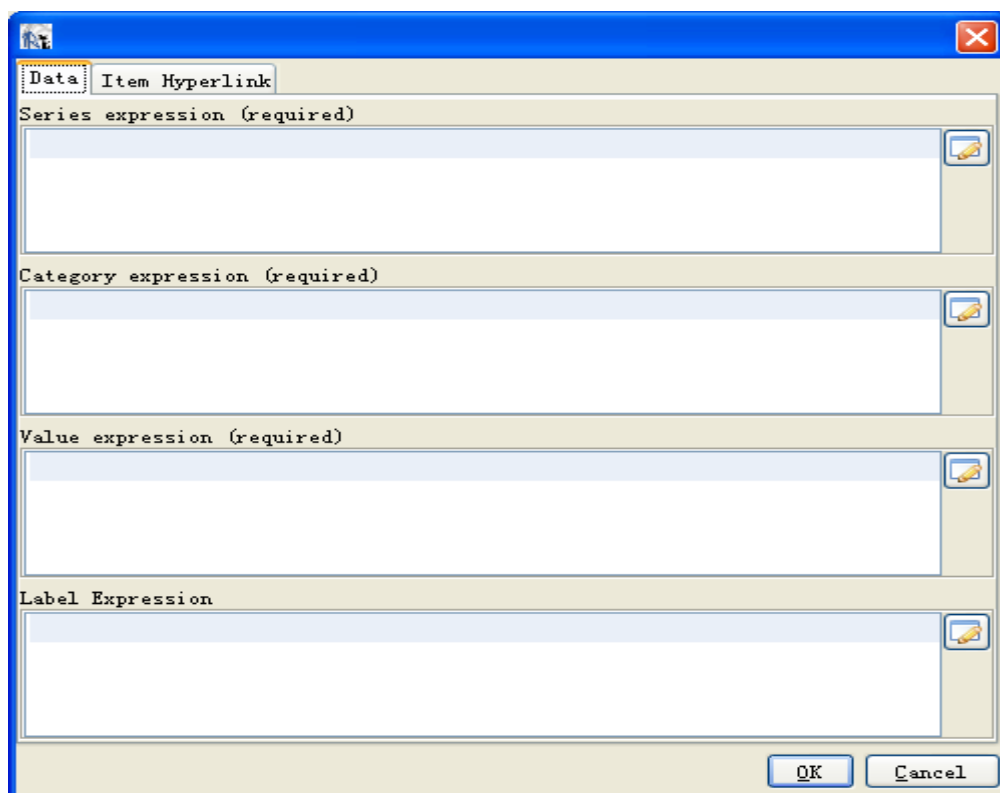 Data Item Hyperlink
Series expression (required)
Category expression (required)
Value expression (required)
Label Expression
OK Cancel